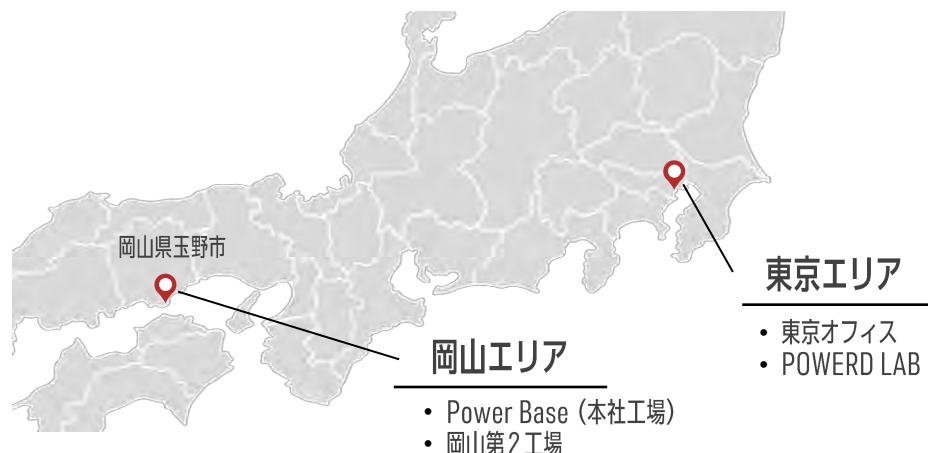 岡山県玉野市
東京エリア
• 東京オフィス
• POWERD LAB
岡山エリア
• Power Base（本社工場）
• 岡山第２工場